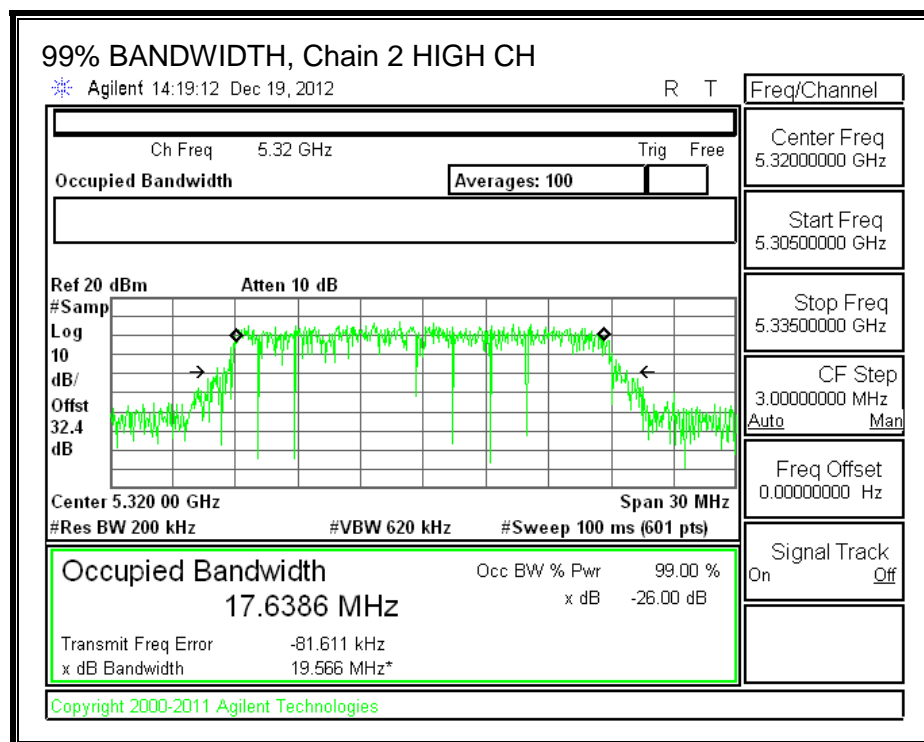 99% BANDWIDTH, Chain 2 HIGH CH
Agilent 14:19:12 Dec 19, 2012 R T
Freq/Channel
Ch Freq 5.32 GHz Trig Free
Occupied Bandwidth Averages: 100
Center Freq
5.32000000 GHz
Start Freq
5.30500000 GHz
Stop Freq
5.33500000 GHz
CF Step
3.00000000 MHz
Auto Man
Freq Offset
0.00000000 Hz
Signal Track
On Off
Ref 20 dBm Atten 10 dB
#Samp
Log
10
dB/
Offst
32.4
dB
Center 5.320 00 GHz Span 30 MHz
#Res BW 200 kHz #VBW 620 kHz #Sweep 100 ms (601 pts)
Occupied Bandwidth
17.6386 MHz
Occ BW % Pwr 99.00 %
x dB -26.00 dB
Transmit Freq Error -81.611 kHz
x dB Bandwidth 19.566 MHz*
Copyright 2000-2011 Agilent Technologies